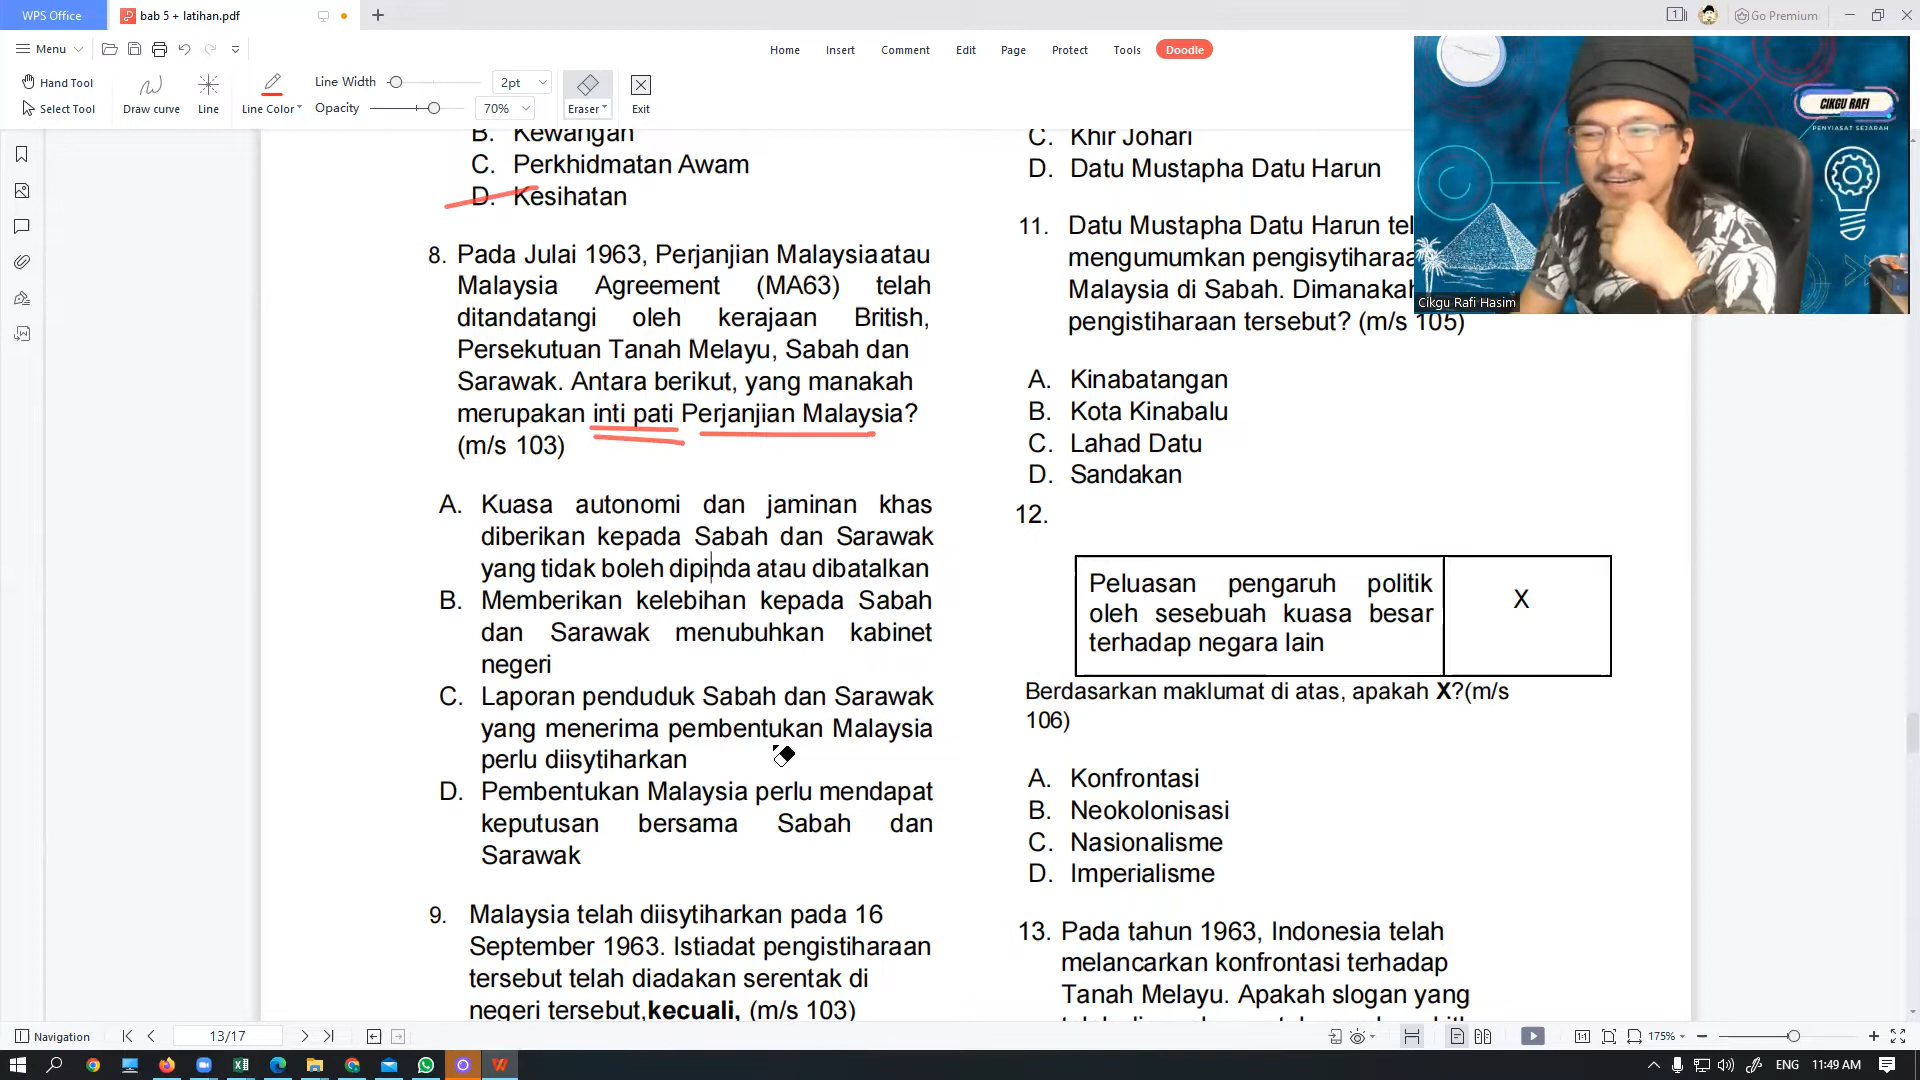 WPS Office
bab 5 + latihan.pdf
1
Go Premium
Menu
Home
Insert
Comment
Edit
Page
Protect
Tools
Doodle
Hand Tool
Select Tool
Draw curve
Line
Line Color
Line Width
2pt
Opacity
70%
Eraser
Exit
B. Kewangan
C. Perkhidmatan Awam
D. Kesihatan
8. Pada Julai 1963, Perjanjian Malaysiaatau
Malaysia Agreement (MA63) telah
ditandatangi oleh kerajaan British,
Persekutuan Tanah Melayu, Sabah dan
Sarawak. Antara berikut, yang manakah
merupakan inti pati Perjanjian Malaysia?
(m/s 103)
A. Kuasa autonomi dan jaminan khas
diberikan kepada Sabah dan Sarawak
yang tidak boleh dipinda atau dibatalkan
B. Memberikan kelebihan kepada Sabah
dan Sarawak menubuhkan kabinet
negeri
C. Laporan penduduk Sabah dan Sarawak
yang menerima pembentukan Malaysia
perlu diisytiharkan
D. Pembentukan Malaysia perlu mendapat
keputusan bersama Sabah dan
Sarawak
9. Malaysia telah diisytiharkan pada 16
September 1963. Istiadat pengistiharaan
tersebut telah diadakan serentak di
negeri tersebut,kecuali, (m/s 103)
C. Khir Johari
D. Datu Mustapha Datu Harun
11. Datu Mustapha Datu Harun tel
mengumumkan pengisytiharaa
Malaysia di Sabah. Dimanakah
pengistiharaan tersebut? (m/s 105)
A. Kinabatangan
B. Kota Kinabalu
C. Lahad Datu
D. Sandakan
12.
Peluasan pengaruh politik
oleh sesebuah kuasa besar
terhadap negara lain
X
Berdasarkan maklumat di atas, apakah X?(m/s
106)
A. Konfrontasi
B. Neokolonisasi
C. Nasionalisme
D. Imperialisme
13. Pada tahun 1963, Indonesia telah
melancarkan konfrontasi terhadap
Tanah Melayu. Apakah slogan yang
CIKGU RAFI
PENYIASAT SEJARAH
Cikgu Rafi Hasim
Navigation
13/17
175%
ENG
11:49 AM